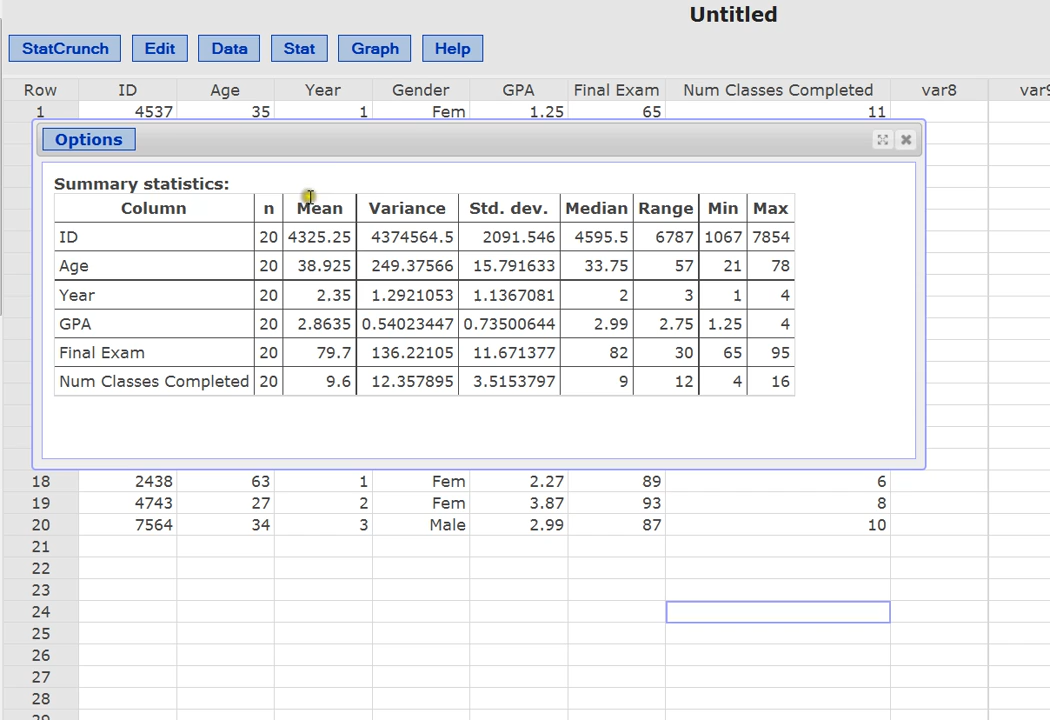 Untitled
StatCrunch Edit Data Stat Graph Help
Row ID Age Year Gender GPA Final Exam Num Classes Completed var8
1 4537 35 1 Fem 1.25 65 11
Options
Summary statistics:
Column n Mean Variance Std. dev. Median Range Min Max
ID 20 4325.25 4374564.5 2091.546 4595.5 6787 1067 7854
Age 20 38.925 249.37566 15.791633 33.75 57 21 78
Year 20 2.35 1.2921053 1.1367081 2 3 1 4
GPA 20 2.8635 0.54023447 0.73500644 2.99 2.75 1.25 4
Final Exam 20 79.7 136.22105 11.671377 82 30 65 95
Num Classes Completed 20 9.6 12.357895 3.5153797 9 12 4 16
18 2438 63 1 Fem 2.27 89 6
19 4743 27 2 Fem 3.87 93 8
20 7564 34 3 Male 2.99 87 10
21
22
23
24
25
26
27
28